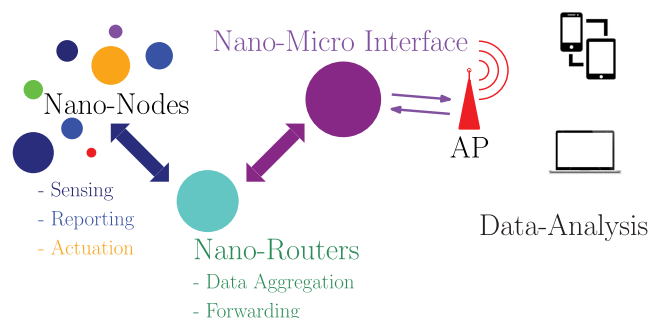 Nano-Micro Interface
Nano-Nodes
AP
- Sensing
- Reporting
- Actuation
Data-Analysis
Nano-Routers
- Data Aggregation
- Forwarding